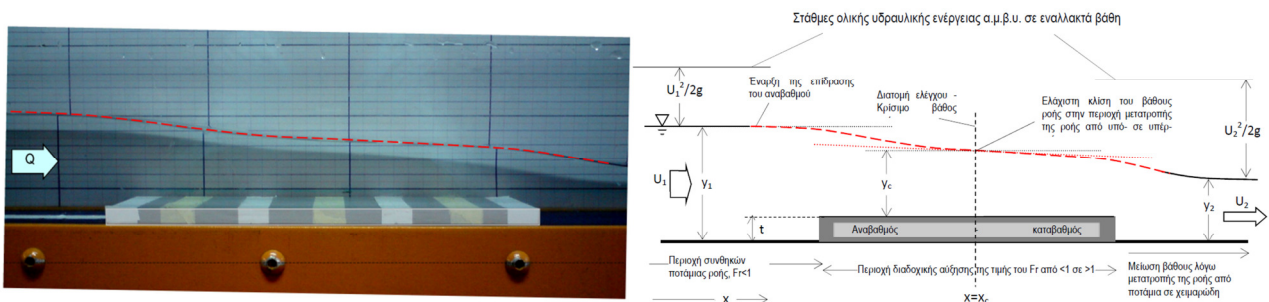 Στάθμες ολικής υδραυλικής ενέργειας α.μ.β.υ. σε εναλλακτά βάθη
U₁²/2g
Έναρξη της επίδρασης
του αναβαθμού
Διατομή ελέγχου -
Κρίσιμο βάθος
Ελάχιστη κλίση του βάθους
ροής στην περιοχή μετατροπής
της ροής από υπό- σε υπέρ-
U₂²/2g
Q
U₁
y₁
yc
y₂
U₂
t
Αναβαθμός
καταβαθμός
Περιοχή συνθηκών
ποτάμιας ροής, Fr<1
Περιοχή διαδοχικής αύξησης της τιμής του Fr από <1 σε >1
Μείωση βάθους λόγω
μετατροπής της ροής από
ποτάμια σε χειμαρώδη
x
x=xc